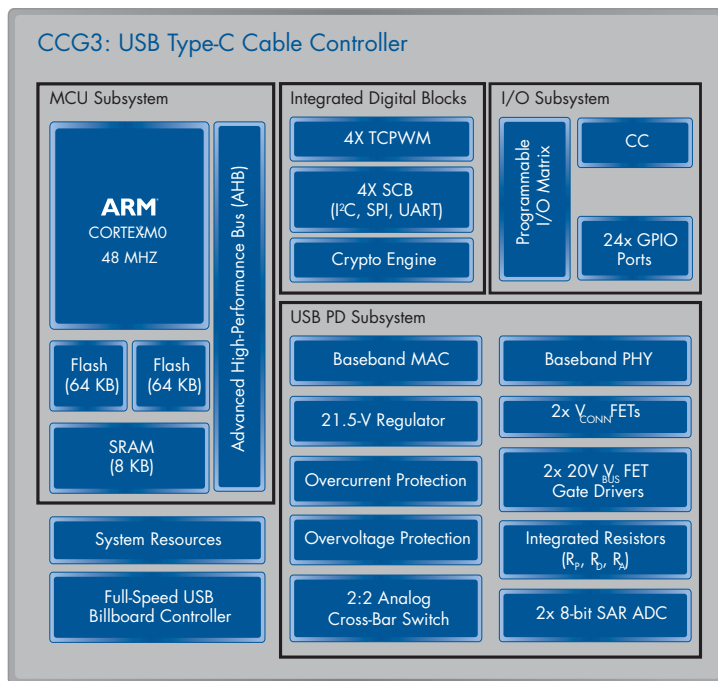 CCG3: USB Type-C Cable Controller
MCU Subsystem
ARM
CORTEX-M0
48 MHZ
Flash
(64 KB)
Flash
(64 KB)
SRAM
(8 KB)
Advanced High-Performance Bus (AHB)
Integrated Digital Blocks
4X TCPWM
4X SCB
(I²C, SPI, UART)
Crypto Engine
I/O Subsystem
Programmable
I/O Matrix
CC
24x GPIO
Ports
USB PD Subsystem
Baseband MAC
21.5-V Regulator
Overcurrent Protection
Overvoltage Protection
2:2 Analog
Cross-Bar Switch
Baseband PHY
2x VCONN FETs
2x 20V VBUS FET
Gate Drivers
Integrated Resistors
(RP, RD, RA)
2x 8-bit SAR ADC
System Resources
Full-Speed USB
Billboard Controller